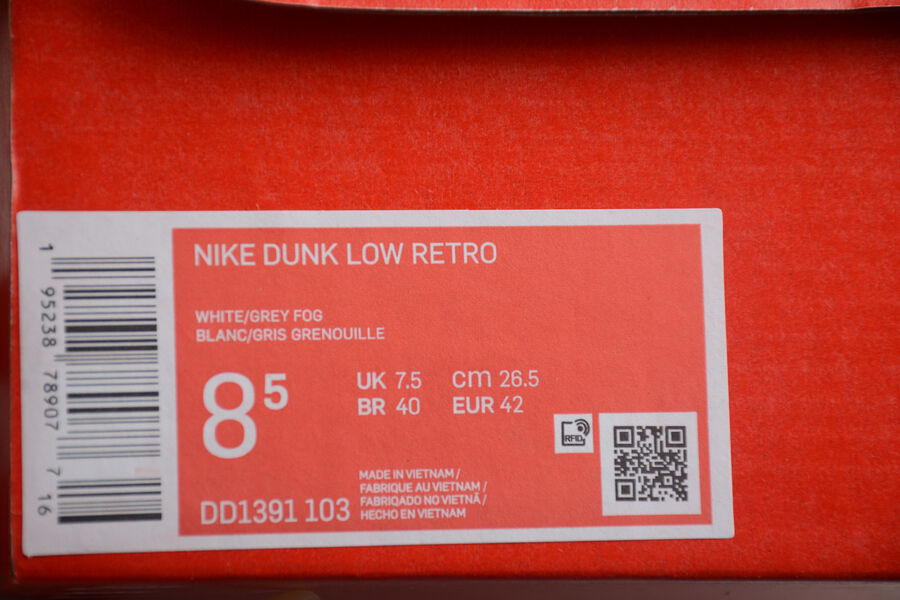 NIKE DUNK LOW RETRO
WHITE/GREY FOG
BLANC/GRIS GRENOUILLE
8⁵
UK 7.5 cm 26.5
BR 40 EUR 42
RFID
MADE IN VIETNAM /
FABRIQUE AU VIETNAM /
FABRIQADO NO VIETNÃ /
HECHO EN VIETNAM
DD1391 103
1 95238 78907 7 16